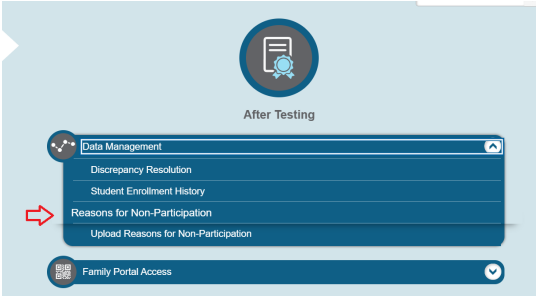 After Testing
Data Management
Discrepancy Resolution
Student Enrollment History
Reasons for Non-Participation
Upload Reasons for Non-Participation
Family Portal Access